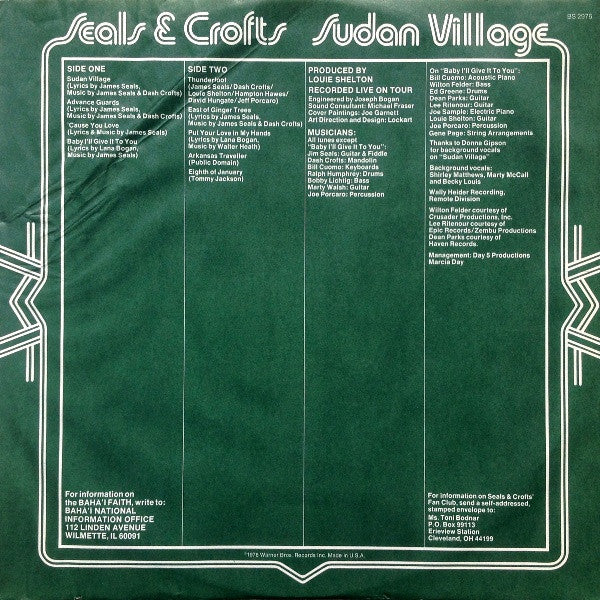 Seals & Crofts Sudan Village
BS 2976
SIDE ONE
Sudan Village
(Lyrics by James Seals,
Music by James Seals & Dash Crofts)
Advance Guards
(Lyrics by James Seals,
Music by James Seals & Dash Crofts)
'Cause You Love
(Lyrics & Music by James Seals)
Baby I'll Give It To You
(Lyrics by Lana Bogan,
Music by James Seals)
SIDE TWO
Thunderfoot
(James Seals/Dash Crofts/
Louie Shelton/Hampton Hawes/
David Hungate/Jeff Porcaro)
East of Ginger Trees
(Lyrics by James Seals,
Music by James Seals & Dash Crofts)
Put Your Love in My Hands
(Lyrics by Lana Bogan,
Music by Walter Heath)
Arkansas Traveller
(Public Domain)
Eighth of January
(Tommy Jackson)
PRODUCED BY
LOUIE SHELTON
RECORDED LIVE ON TOUR
Engineered by Joseph Bogan
Sound Consultant: Michael Fraser
Cover Paintings: Joe Garnett
Art Direction and Design: Lockart
MUSICIANS:
All tunes except
"Baby I'll Give It To You":
Jim Seals: Guitar & Fiddle
Dash Crofts: Mandolin
Bill Cuomo: Keyboards
Ralph Humphrey: Drums
Bobby Lichtig: Bass
Marty Walsh: Guitar
Joe Porcaro: Percussion
On "Baby I'll Give It To You":
Bill Cuomo: Acoustic Piano
Wilton Felder: Bass
Ed Greene: Drums
Dean Parks: Guitar
Lee Ritenour: Guitar
Joe Sample: Electric Piano
Louie Shelton: Guitar
Joe Porcaro: Percussion
Gene Page: String Arrangements
Thanks to Donna Gipson
for background vocals
on "Sudan Village"
Background vocals:
Shirley Matthews, Marty McCall
and Becky Louis
Wally Heider Recording,
Remote Division
Wilton Felder courtesy of
Crusader Productions, Inc.
Lee Ritenour courtesy of
Epic Records/Zembu Productions
Dean Parks courtesy of
Haven Records.
Management: Day 5 Productions
Marcia Day
For information on
the BAHA'I FAITH, write to:
BAHA'I NATIONAL
INFORMATION OFFICE
112 LINDEN AVENUE
WILMETTE, IL 60091
For information on Seals & Crofts'
Fan Club, send a self-addressed,
stamped envelope to:
Ms. Toni Bodnar
P.O. Box 99113
Erieview Station
Cleveland, OH 44199
℗1976 Warner Bros. Records Inc. Made in U.S.A.